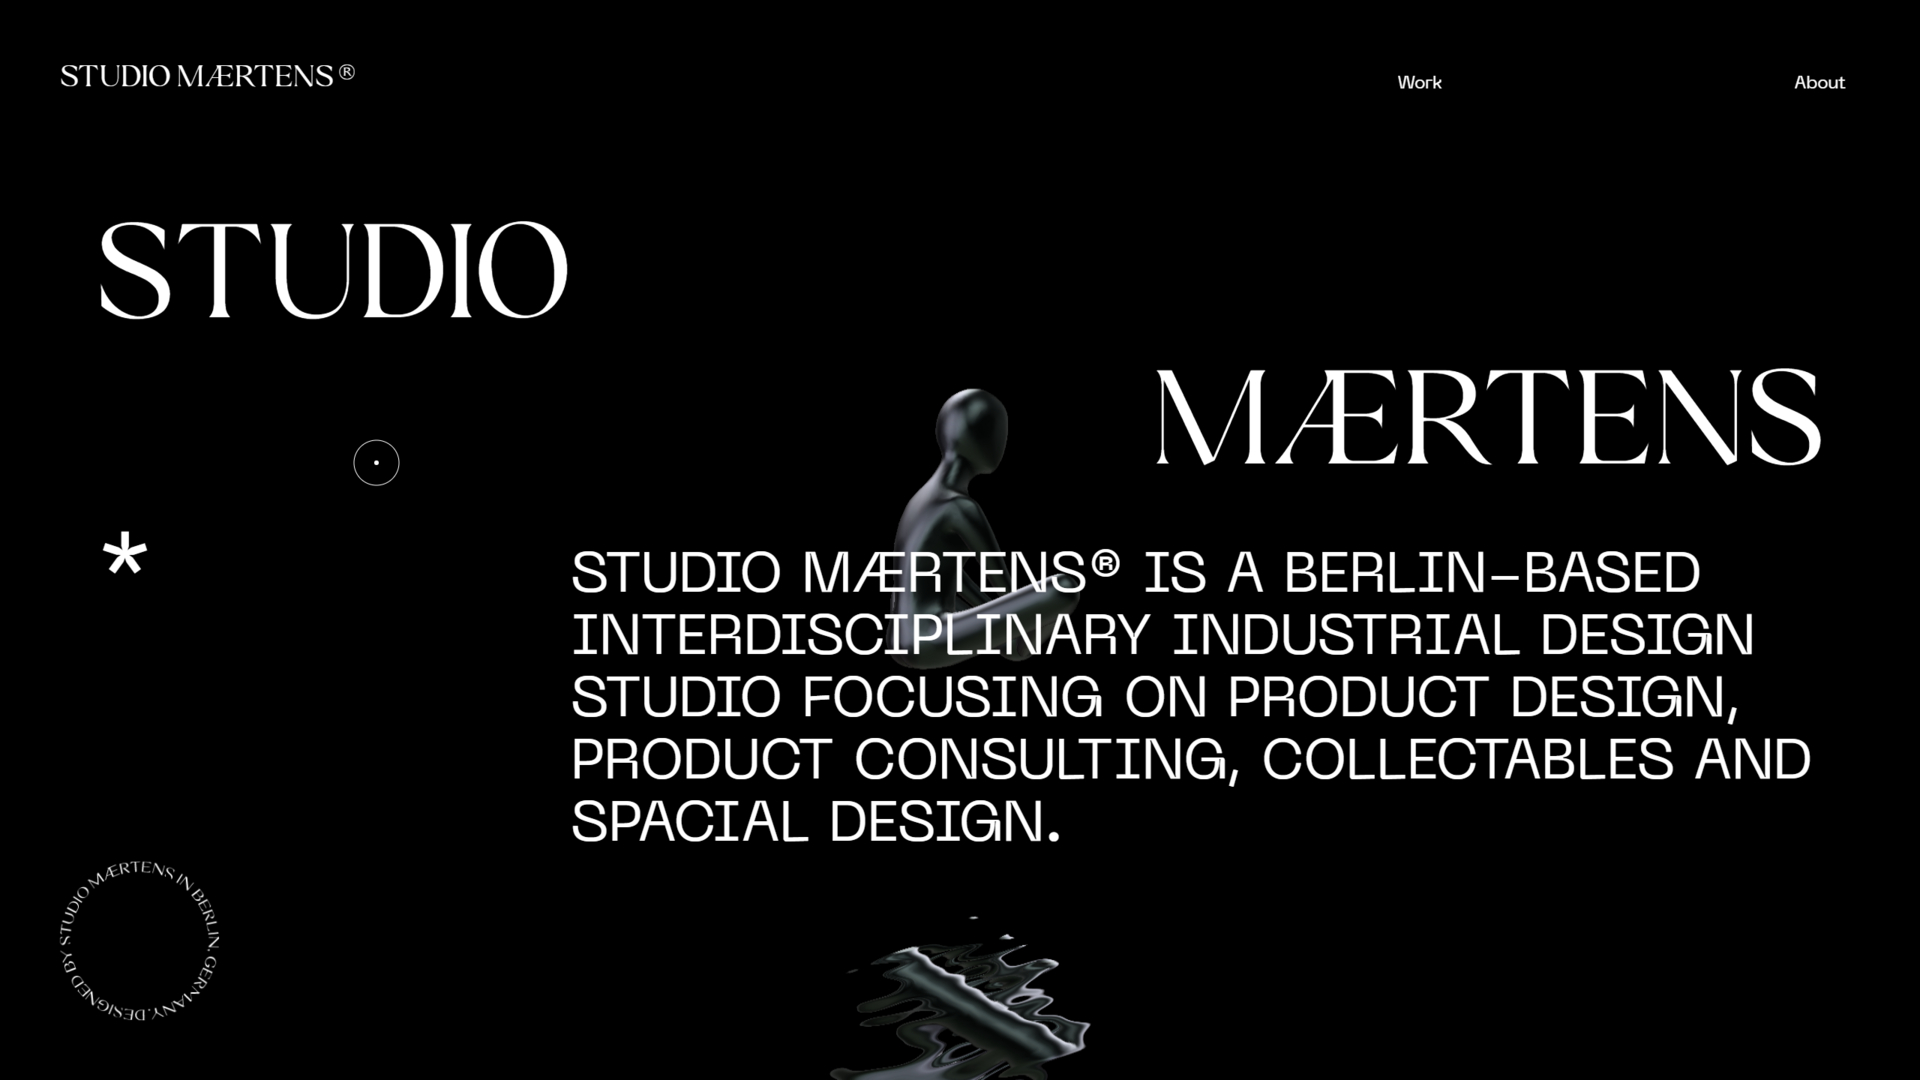 STUDIO MÆRTENS ®
Work
About
STUDIO
MÆRTENS
*
STUDIO MÆRTENS® IS A BERLIN–BASED
INTERDISCIPLINARY INDUSTRIAL DESIGN
STUDIO FOCUSING ON PRODUCT DESIGN,
PRODUCT CONSULTING, COLLECTABLES AND
SPACIAL DESIGN.
DESIGNED BY STUDIO MÆRTENS IN BERLIN, GERMANY.